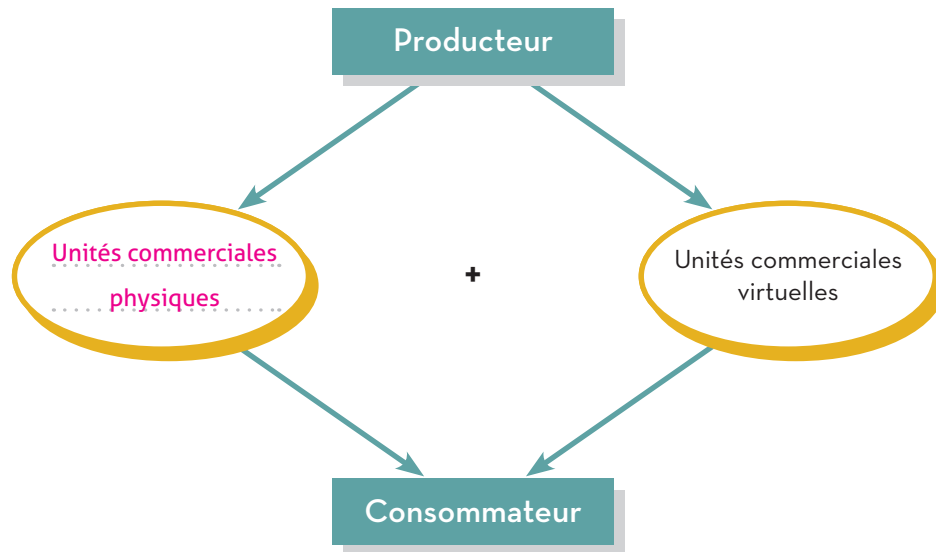 Producteur
Unités commerciales
physiques
+
Unités commerciales
virtuelles
Consommateur